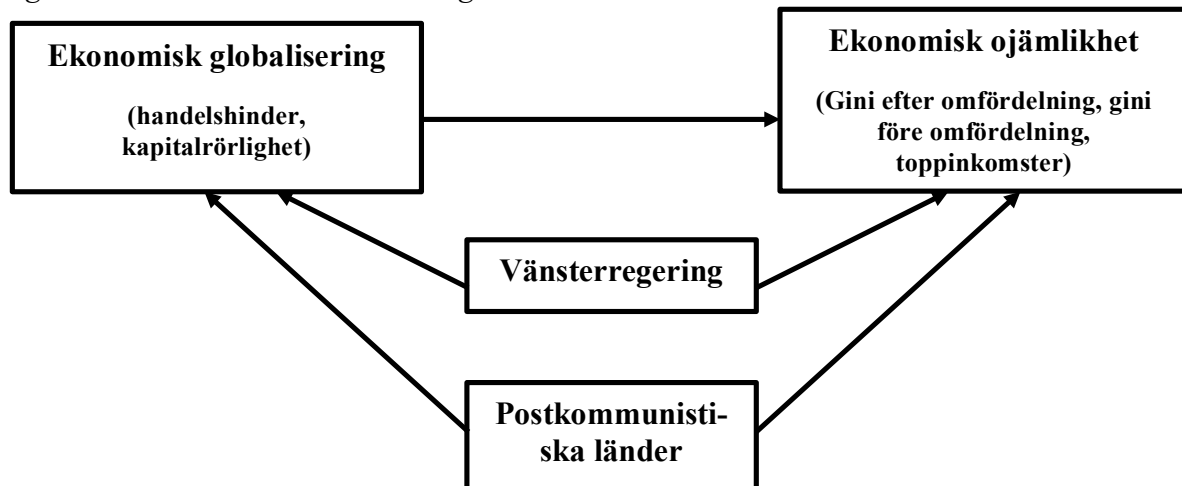 Ekonomisk globalisering
(handelshinder,
kapitalrörlighet)
Ekonomisk ojämlikhet
(Gini efter omfördelning, gini
före omfördelning,
toppinkomster)
Vänsterregering
Postkommunisti-
ska länder